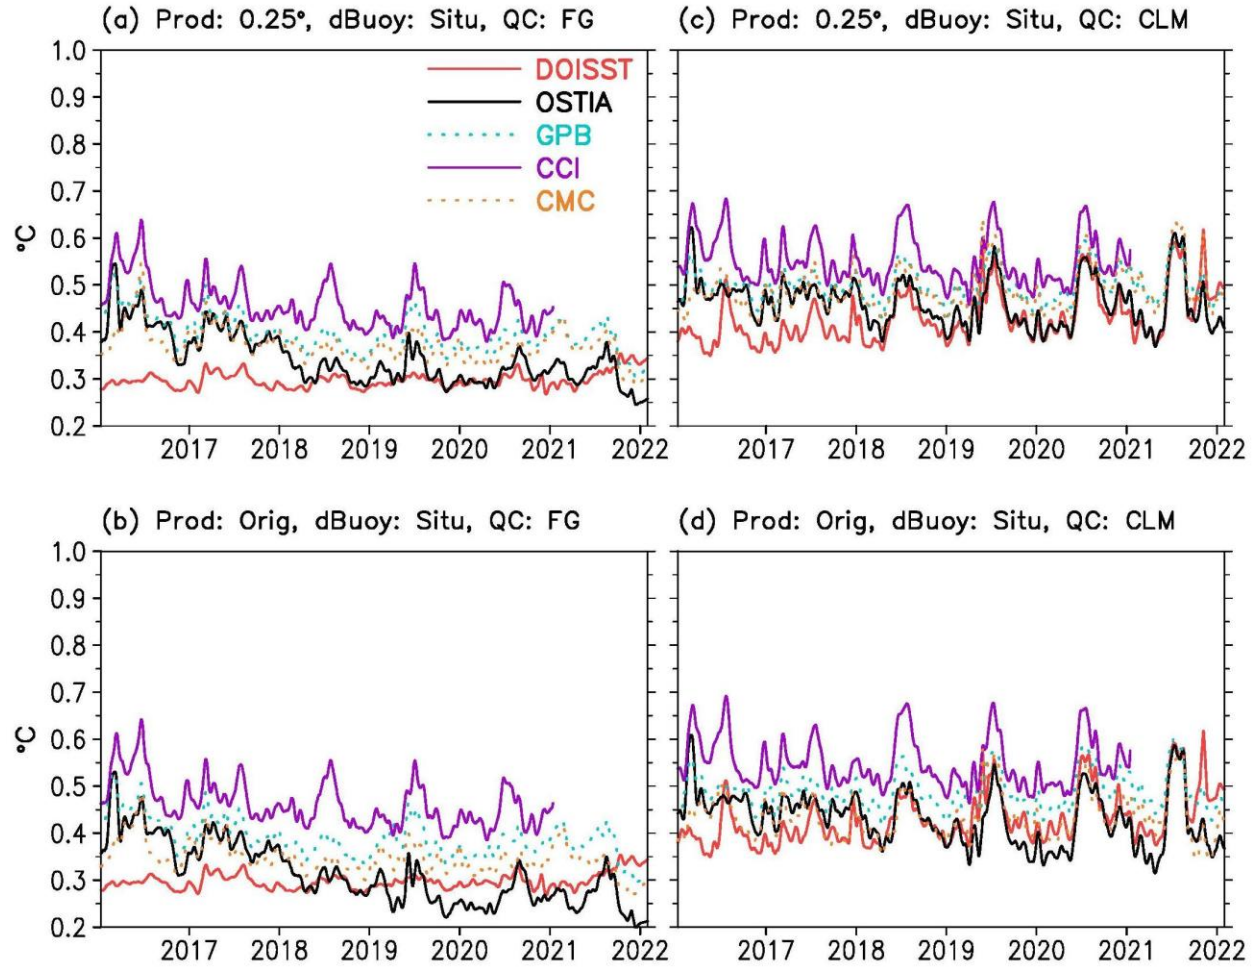 (a) Prod: 0.25°, dBuoy: Situ, QC: FG
(c) Prod: 0.25°, dBuoy: Situ, QC: CLM
DOISST
OSTIA
GPB
CCI
CMC
1.0
0.9
0.8
0.7
0.6
0.5
0.4
0.3
0.2
°C
2017 2018 2019 2020 2021 2022
2017 2018 2019 2020 2021 2022
(b) Prod: Orig, dBuoy: Situ, QC: FG
(d) Prod: Orig, dBuoy: Situ, QC: CLM
1.0
0.9
0.8
0.7
0.6
0.5
0.4
0.3
0.2
°C
2017 2018 2019 2020 2021 2022
2017 2018 2019 2020 2021 2022